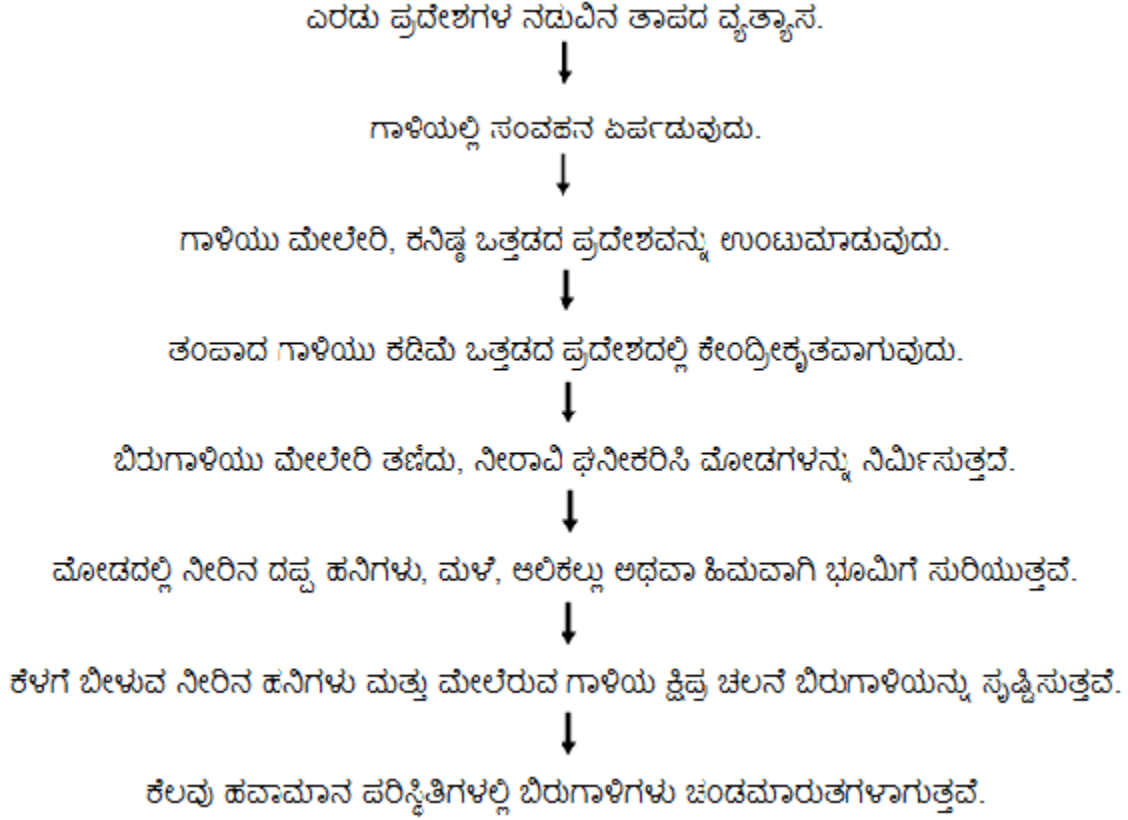 ಎರಡು ಪ್ರದೇಶಗಳ ನಡುವಿನ ತಾಪದ ವ್ಯತ್ಯಾಸ.
ಗಾಳಿಯಲ್ಲಿ ಸಂವಹನ ಏರ್ಪಡುವುದು.
ಗಾಳಿಯು ಮೇಲೇರಿ, ಕನಿಷ್ಠ ಒತ್ತಡದ ಪ್ರದೇಶವನ್ನು ಉಂಟುಮಾಡುವುದು.
ತಂಪಾದ ಗಾಳಿಯು ಕಡಿಮೆ ಒತ್ತಡದ ಪ್ರದೇಶದಲ್ಲಿ ಕೇಂದ್ರೀಕೃತವಾಗುವುದು.
ಬಿರುಗಾಳಿಯು ಮೇಲೇರಿ ತಣಿದು, ನೀರಾವಿ ಘನೀಕರಿಸಿ ಮೋಡಗಳನ್ನು ನಿರ್ಮಿಸುತ್ತದೆ.
ಮೋಡದಲ್ಲಿ ನೀರಿನ ದಪ್ಪ ಹನಿಗಳು, ಮಳೆ, ಆಲಿಕಲ್ಲು ಅಥವಾ ಹಿಮವಾಗಿ ಭೂಮಿಗೆ ಸುರಿಯುತ್ತವೆ.
ಕೆಳಗೆ ಬೀಳುವ ನೀರಿನ ಹನಿಗಳು ಮತ್ತು ಮೇಲೆರುವ ಗಾಳಿಯ ಕ್ಷಿಪ್ರ ಚಲನೆ ಬಿರುಗಾಳಿಯನ್ನು ಸೃಷ್ಟಿಸುತ್ತವೆ.
ಕೆಲವು ಹವಾಮಾನ ಪರಿಸ್ಥಿತಿಗಳಲ್ಲಿ ಬಿರುಗಾಳಿಗಳು ಚಂಡಮಾರುತಗಳಾಗುತ್ತವೆ.